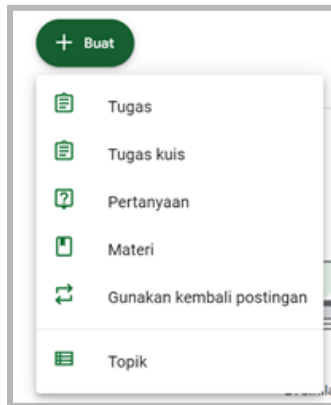 + Buat
Tugas
Tugas kuis
Pertanyaan
Materi
Gunakan kembali postingan
Topik